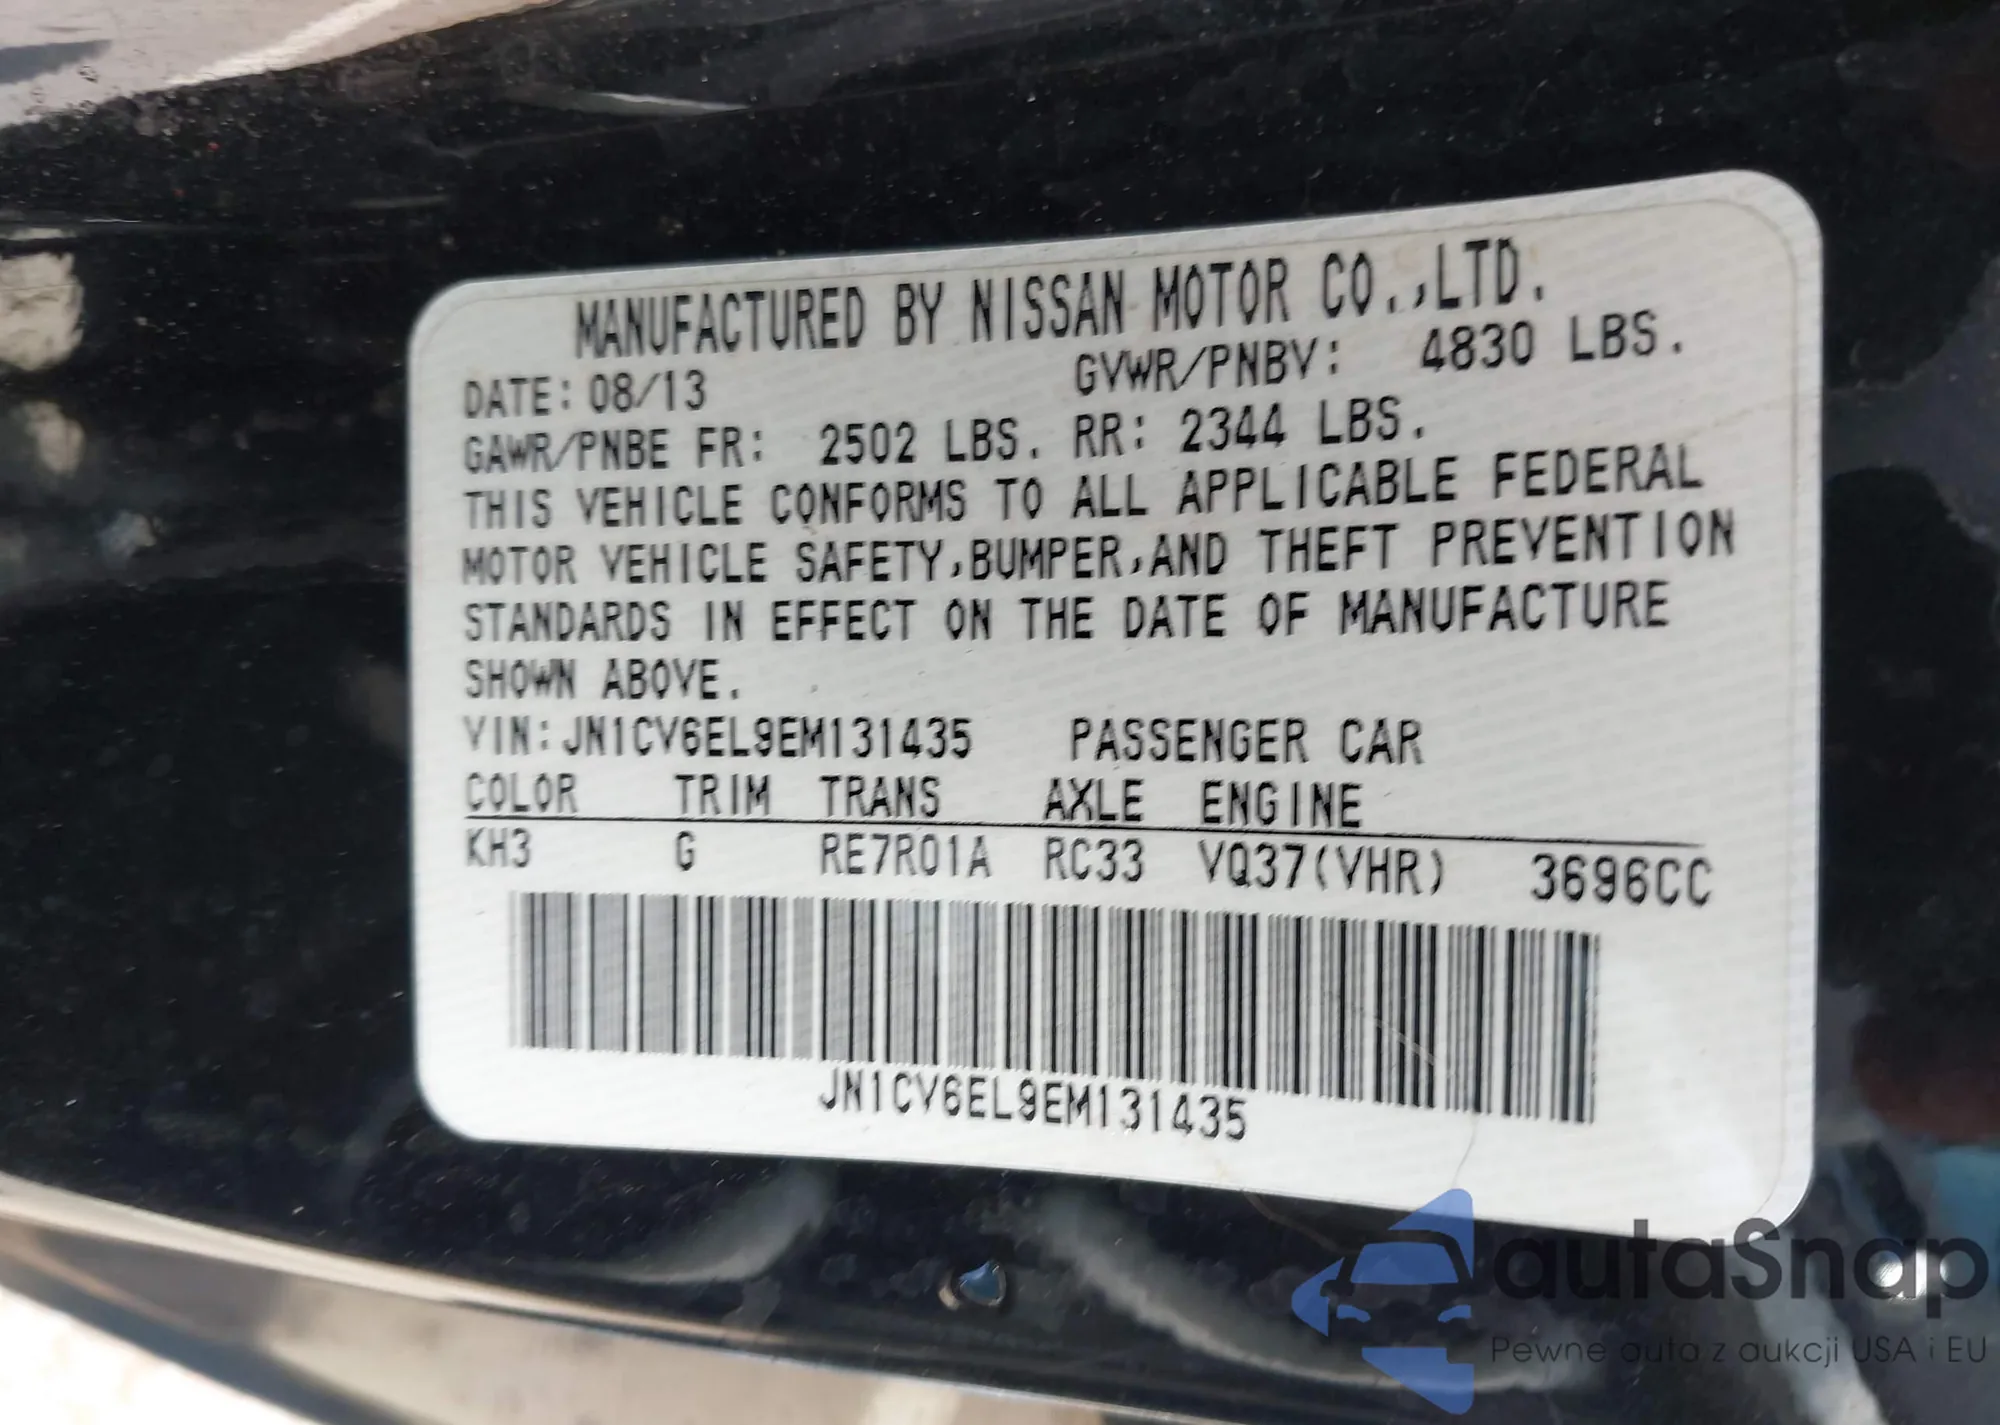 MANUFACTURED BY NISSAN MOTOR CO.,LTD.
DATE: 08/13 GVWR/PNBV: 4830 LBS.
GAWR/PNBE FR: 2502 LBS. RR: 2344 LBS.
THIS VEHICLE CONFORMS TO ALL APPLICABLE FEDERAL
MOTOR VEHICLE SAFETY,BUMPER,AND THEFT PREVENTION
STANDARDS IN EFFECT ON THE DATE OF MANUFACTURE
SHOWN ABOVE.
VIN:JN1CV6EL9EM131435 PASSENGER CAR
COLOR TRIM TRANS AXLE ENGINE
KH3 G RE7R01A RC33 VQ37(VHR) 3696CC
JN1CV6EL9EM131435
autaSnap
Pewne auta z aukcji USA i EU